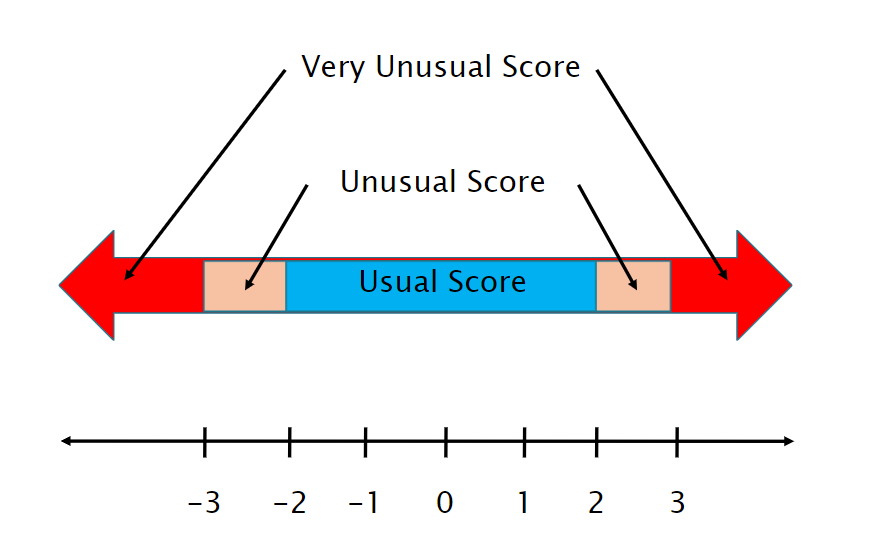 Very Unusual Score
Unusual Score
Usual Score
-3 -2 -1 0 1 2 3